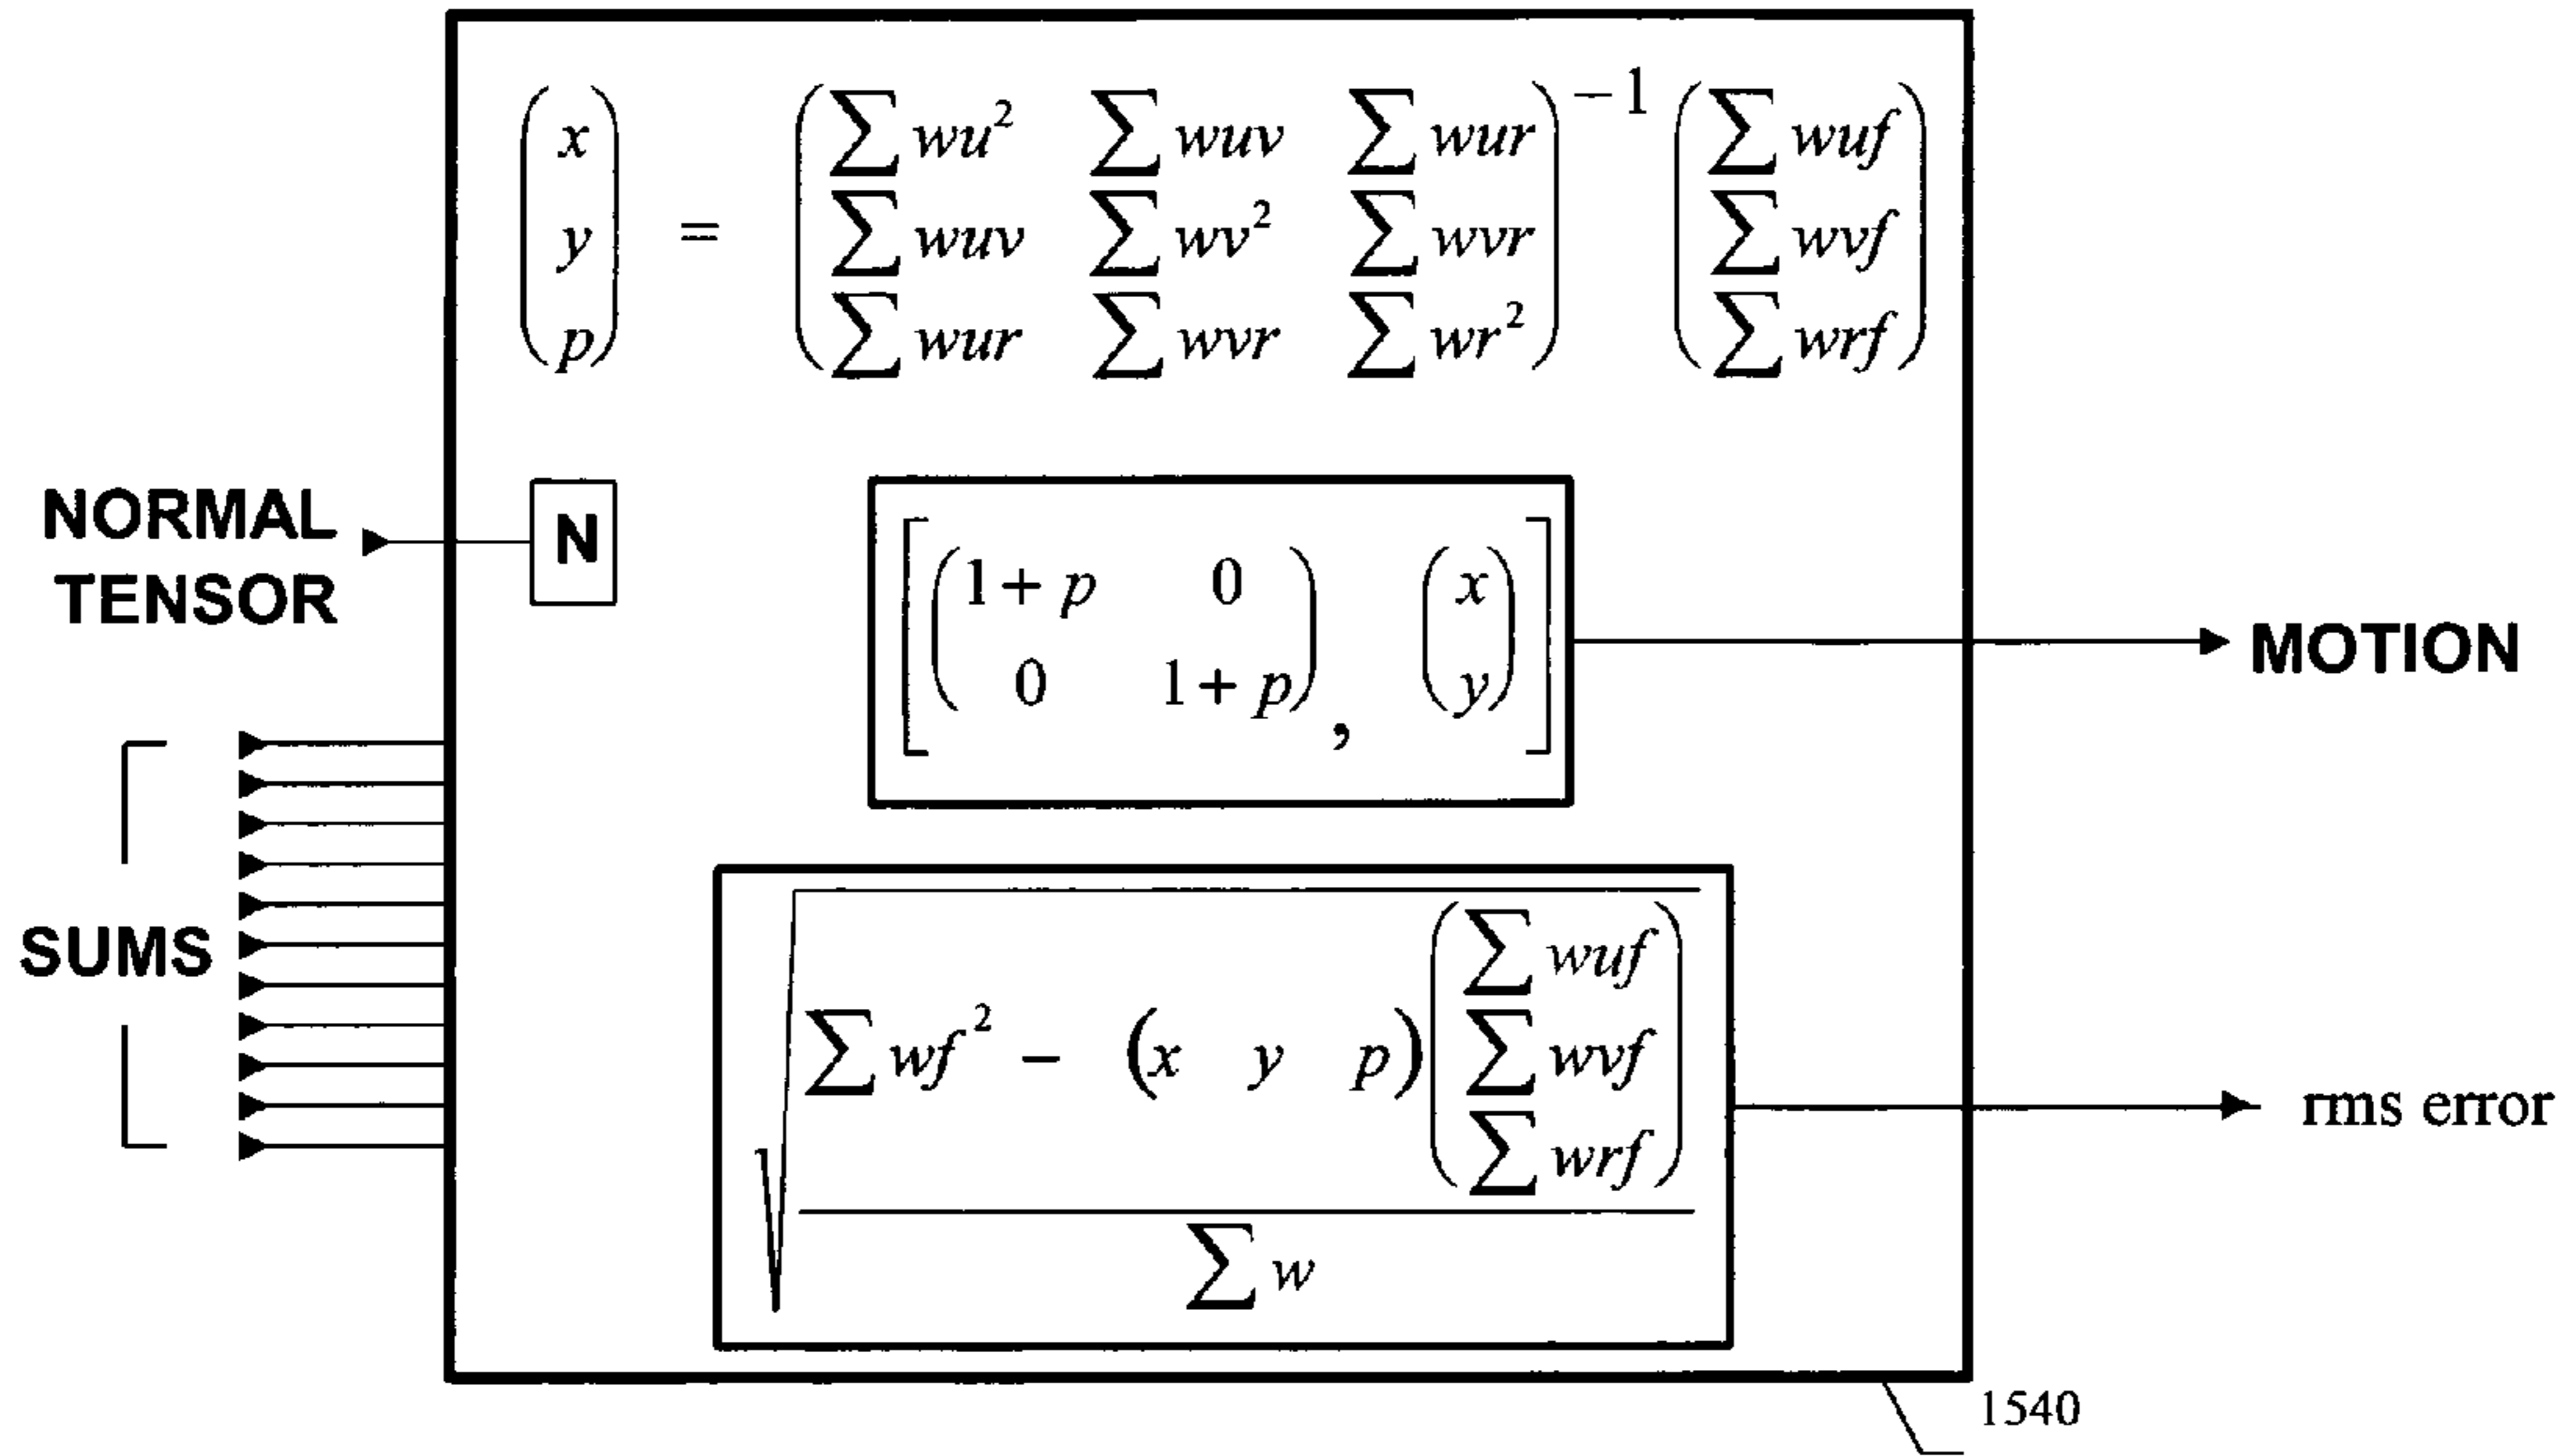 ( x y p ) = ( ∑wu² ∑wuv ∑wur ∑wuv ∑wv² ∑wvr ∑wur ∑wvr ∑wr² )⁻¹ ( ∑wuf ∑wvf ∑wrf )
NORMAL
TENSOR
N
[ ( 1+p 0 0 1+p ) , ( x y ) ]
MOTION
SUMS
√ ∑wf² − (x y p) ( ∑wuf ∑wvf ∑wrf )
∑w
rms error
1540